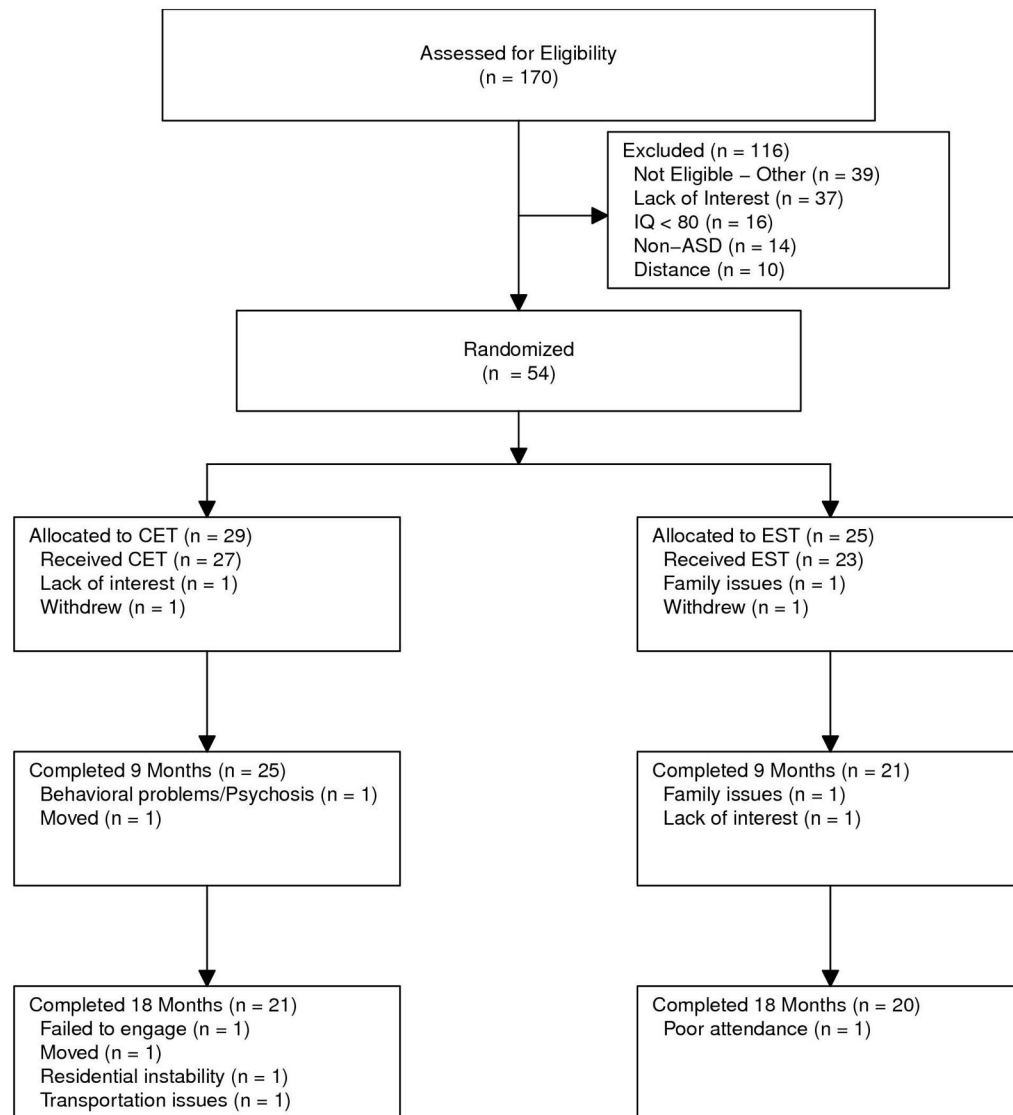 Assessed for Eligibility
(n = 170)
Excluded (n = 116)
Not Eligible − Other (n = 39)
Lack of Interest (n = 37)
IQ < 80 (n = 16)
Non−ASD (n = 14)
Distance (n = 10)
Randomized
(n = 54)
Allocated to CET (n = 29)
Received CET (n = 27)
Lack of interest (n = 1)
Withdrew (n = 1)
Allocated to EST (n = 25)
Received EST (n = 23)
Family issues (n = 1)
Withdrew (n = 1)
Completed 9 Months (n = 25)
Behavioral problems/Psychosis (n = 1)
Moved (n = 1)
Completed 9 Months (n = 21)
Family issues (n = 1)
Lack of interest (n = 1)
Completed 18 Months (n = 21)
Failed to engage (n = 1)
Moved (n = 1)
Residential instability (n = 1)
Transportation issues (n = 1)
Completed 18 Months (n = 20)
Poor attendance (n = 1)